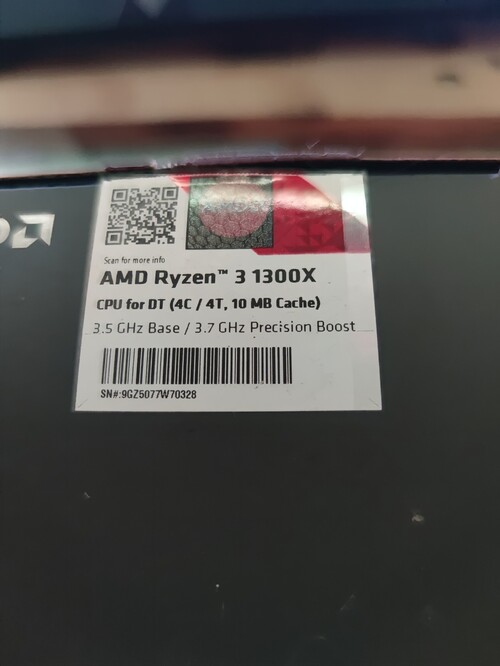 Scan for more info
AMD Ryzen™ 3 1300X
CPU for DT (4C / 4T, 10 MB Cache)
3.5 GHz Base / 3.7 GHz Precision Boost
SN#:9GZ5077W70328